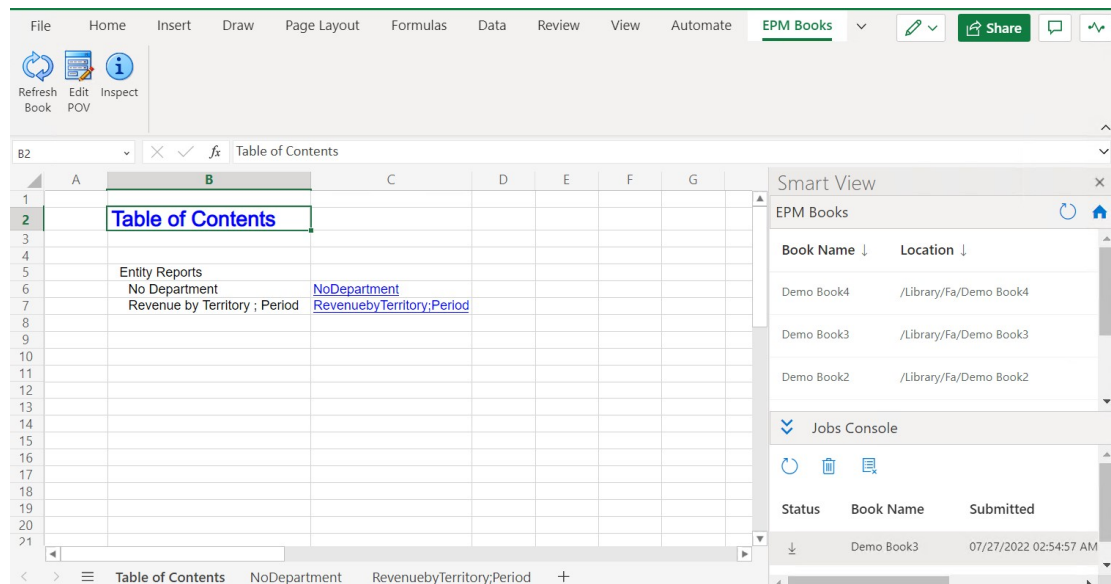 File Home Insert Draw Page Layout Formulas Data Review View Automate EPM Books Share
Refresh Book Edit POV Inspect
B2 fx Table of Contents
A B C D E F G
1
2 Table of Contents
3
4
5 Entity Reports
6 No Department NoDepartment
7 Revenue by Territory ; Period RevenuebyTerritory;Period
8
9
10
11
12
13
14
15
16
17
18
19
20
21
Table of Contents NoDepartment RevenuebyTerritory;Period
Smart View
EPM Books
Book Name ↓ Location ↓
Demo Book4 /Library/Fa/Demo Book4
Demo Book3 /Library/Fa/Demo Book3
Demo Book2 /Library/Fa/Demo Book2
Jobs Console
Status Book Name Submitted
Demo Book3 07/27/2022 02:54:57 AM